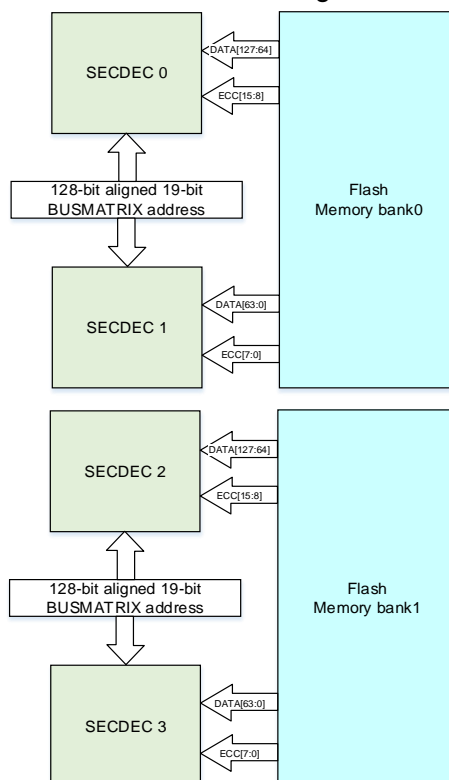 SECDEC 0
DATA[127:64]
ECC[15:8]
128-bit aligned 19-bit
BUSMATRIX address
Flash
Memory bank0
SECDEC 1
DATA[63:0]
ECC[7:0]
SECDEC 2
DATA[127:64]
ECC[15:8]
128-bit aligned 19-bit
BUSMATRIX address
Flash
Memory bank1
SECDEC 3
DATA[63:0]
ECC[7:0]